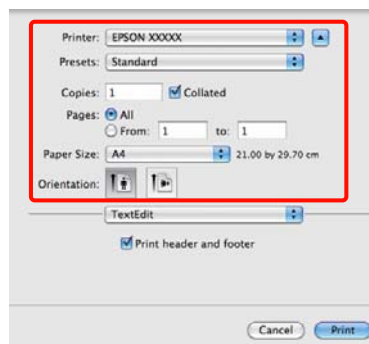 Printer: EPSON XXXXX
Presets: Standard
Copies: 1 Collated
Pages: All
From: 1 to: 1
Paper Size: A4 21.00 by 29.70 cm
Orientation:
TextEdit
Print header and footer
Cancel Print